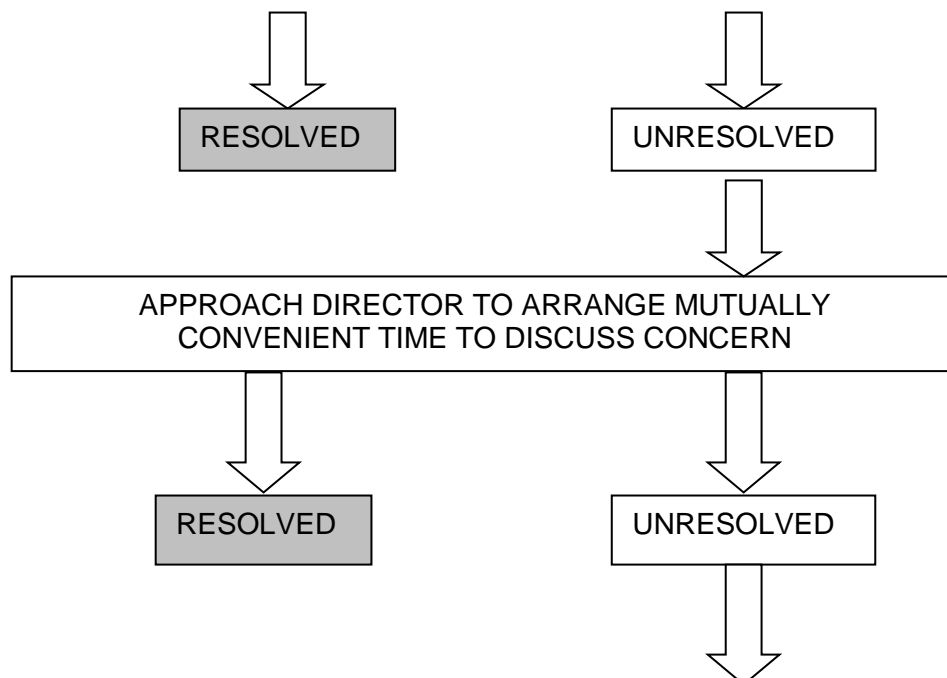 RESOLVED
UNRESOLVED
APPROACH DIRECTOR TO ARRANGE MUTUALLY
CONVENIENT TIME TO DISCUSS CONCERN
RESOLVED
UNRESOLVED